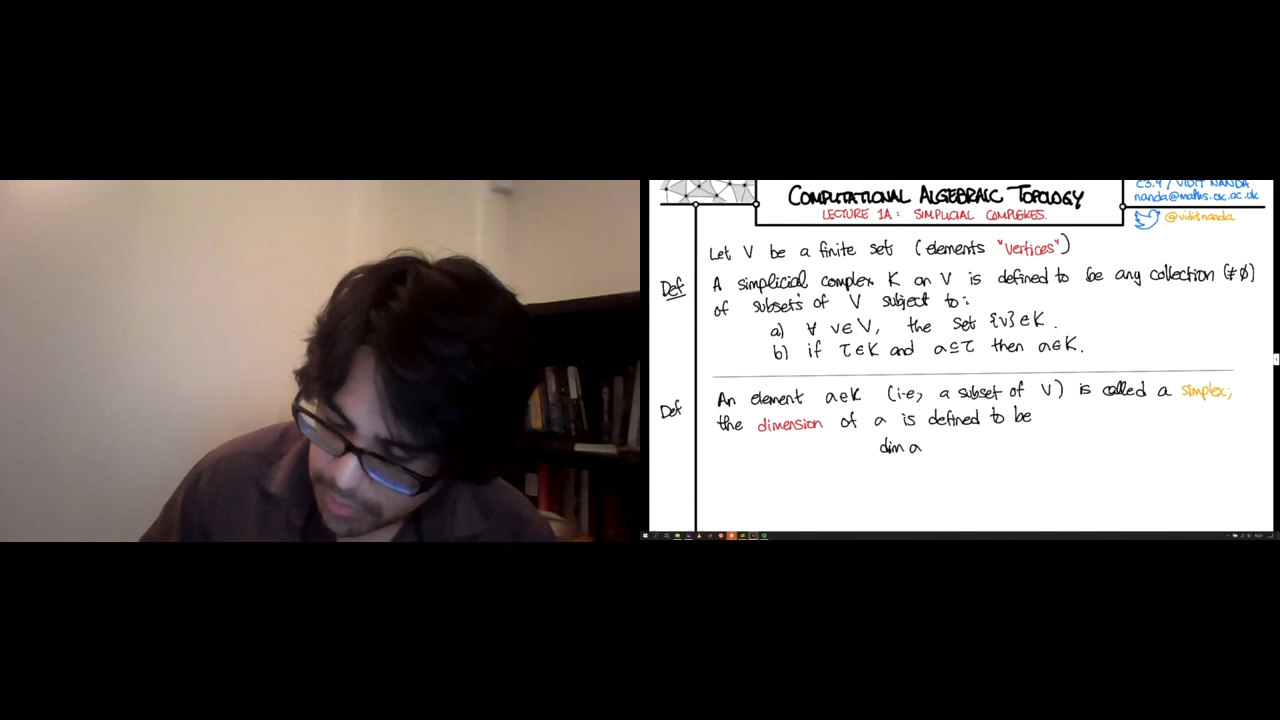 COMPUTATIONAL ALGEBRAIC TOPOLOGY
LECTURE 1A: SIMPLICIAL COMPLEXES.
C3.9 / VIDIT NANDA
nanda@maths.ox.ac.uk
@viditnanda
Let V be a finite set (elements "vertices")
Def A simplicial complex K on V is defined to be any collection (≠∅)
of subsets of V subject to:
a) ∀ v∈V, the set {v}∈K.
b) if τ∈K and σ⊆τ then σ∈K.
Def An element σ∈K (i.e, a subset of V) is called a simplex;
the dimension of σ is defined to be
dim σ